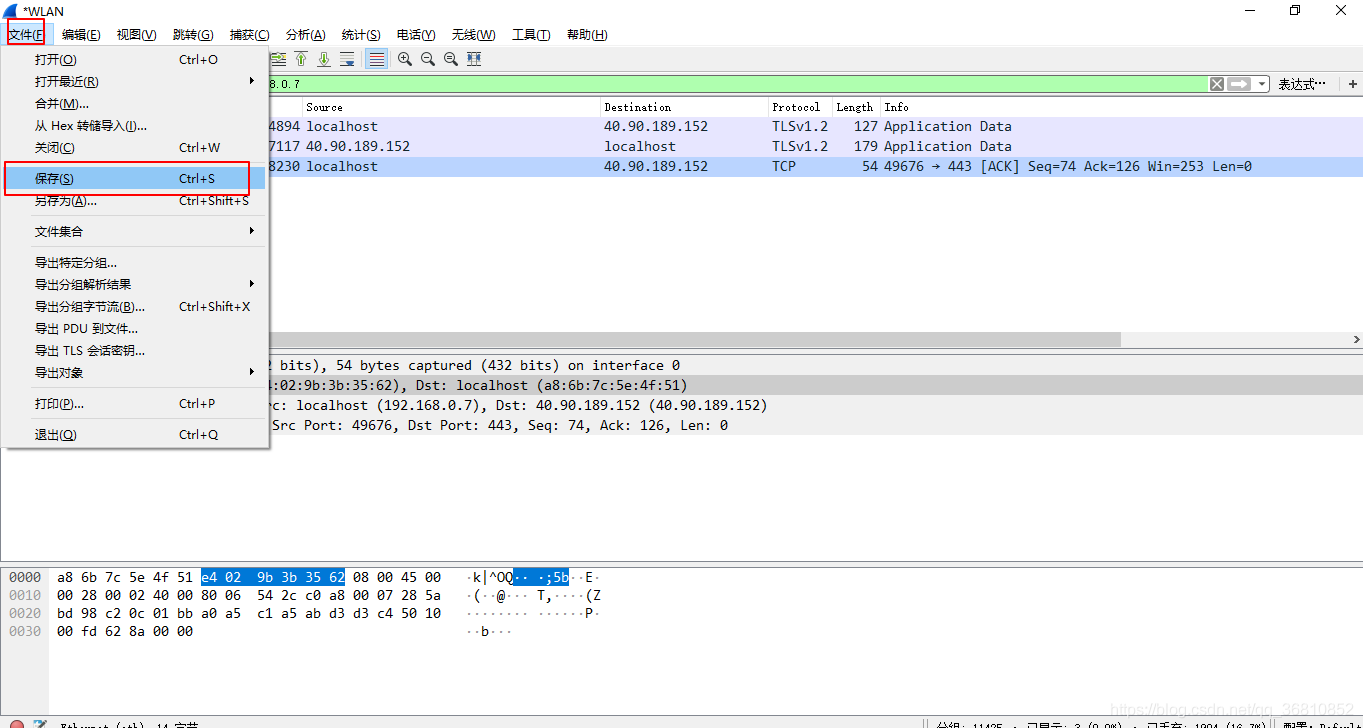 *WLAN
文件(F) 编辑(E) 视图(V) 跳转(G) 捕获(C) 分析(A) 统计(S) 电话(Y) 无线(W) 工具(T) 帮助(H)
打开(O) Ctrl+O
打开最近(R)
合并(M)...
从 Hex 转储导入(I)...
关闭(C) Ctrl+W
保存(S) Ctrl+S
另存为(A)... Ctrl+Shift+S
文件集合
导出特定分组...
导出分组解析结果
导出分组字节流(B)... Ctrl+Shift+X
导出 PDU 到文件...
导出 TLS 会话密钥...
导出对象
打印(P)... Ctrl+P
退出(Q) Ctrl+Q
8.0.7 表达式… +
Source Destination Protocol Length Info
4894 localhost 40.90.189.152 TLSv1.2 127 Application Data
7117 40.90.189.152 localhost TLSv1.2 179 Application Data
8230 localhost 40.90.189.152 TCP 54 49676 → 443 [ACK] Seq=74 Ack=126 Win=253 Len=0
2 bits), 54 bytes captured (432 bits) on interface 0
4:02:9b:3b:35:62), Dst: localhost (a8:6b:7c:5e:4f:51)
rc: localhost (192.168.0.7), Dst: 40.90.189.152 (40.90.189.152)
Src Port: 49676, Dst Port: 443, Seq: 74, Ack: 126, Len: 0
0000 a8 6b 7c 5e 4f 51 e4 02 9b 3b 35 62 08 00 45 00 ·k|^OQ·· ·;5b··E·
0010 00 28 00 02 40 00 80 06 54 2c c0 a8 00 07 28 5a ·(··@··· T,····(Z
0020 bd 98 c2 0c 01 bb a0 a5 c1 a5 ab d3 d3 c4 50 10 ········ ······P·
0030 00 fd 62 8a 00 00 ··b···
https://blog.csdn.net/qq_36810852
Ethernet (eth), 14 字节 分组: 11425 · 已显示: 3 (0.0%) · 已丢弃: 1904 (16.7%) 配置: Default